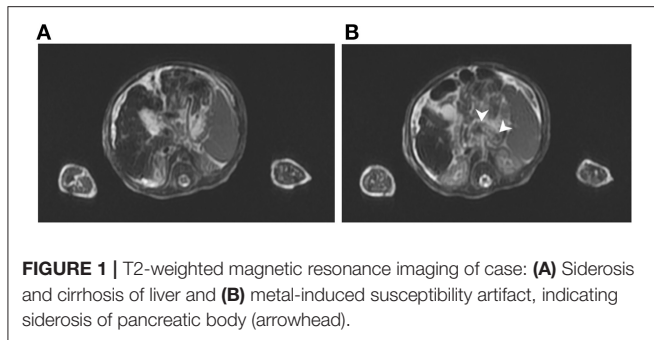 A
B
FIGURE 1 | T2-weighted magnetic resonance imaging of case: (A) Siderosis
and cirrhosis of liver and (B) metal-induced susceptibility artifact, indicating
siderosis of pancreatic body (arrowhead).